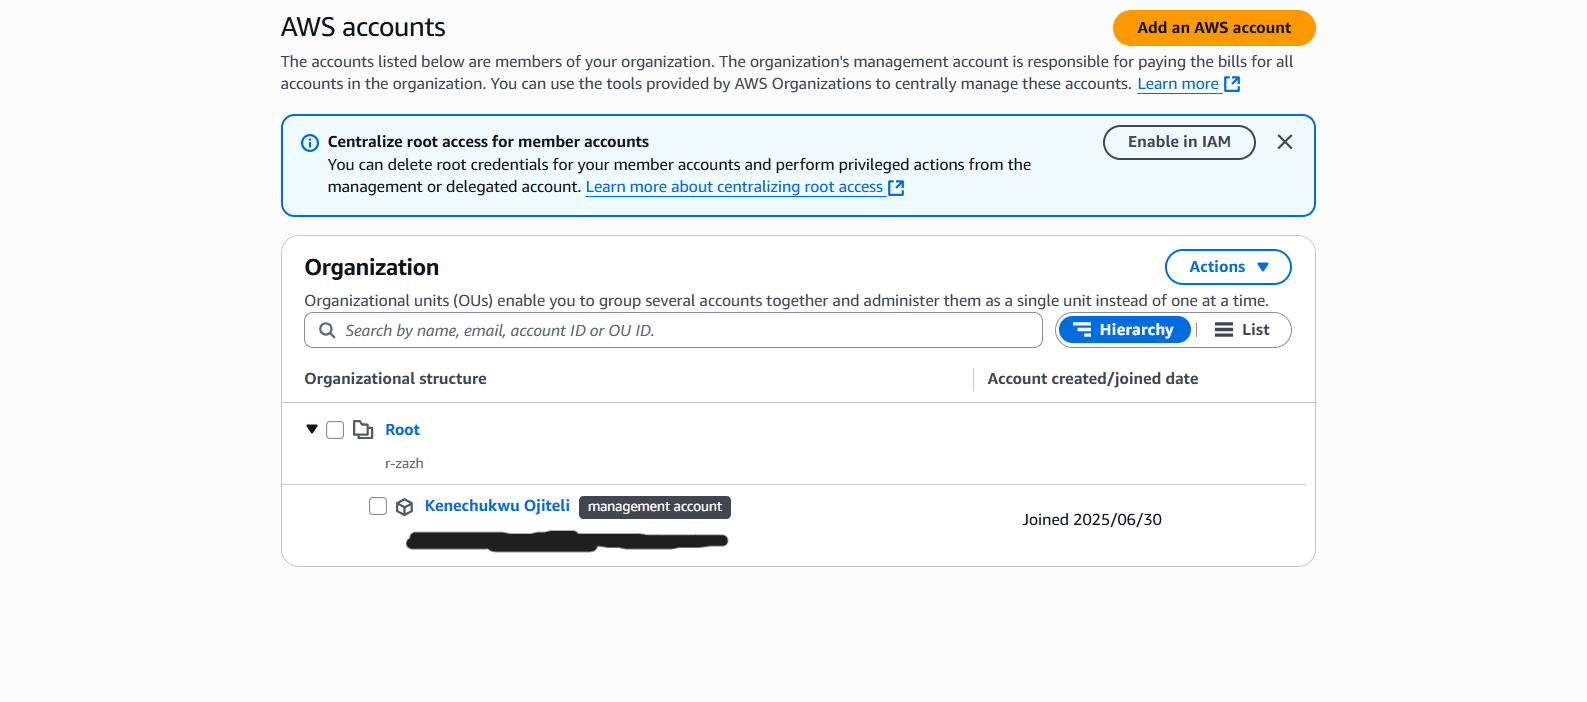 AWS accounts
Add an AWS account
The accounts listed below are members of your organization. The organization's management account is responsible for paying the bills for all
accounts in the organization. You can use the tools provided by AWS Organizations to centrally manage these accounts. Learn more
Centralize root access for member accounts
Enable in IAM
You can delete root credentials for your member accounts and perform privileged actions from the
management or delegated account. Learn more about centralizing root access
Organization
Actions
Organizational units (OUs) enable you to group several accounts together and administer them as a single unit instead of one at a time.
Search by name, email, account ID or OU ID.
Hierarchy
List
Organizational structure
Account created/joined date
Root
r-zazh
Kenechukwu Ojiteli management account
Joined 2025/06/30